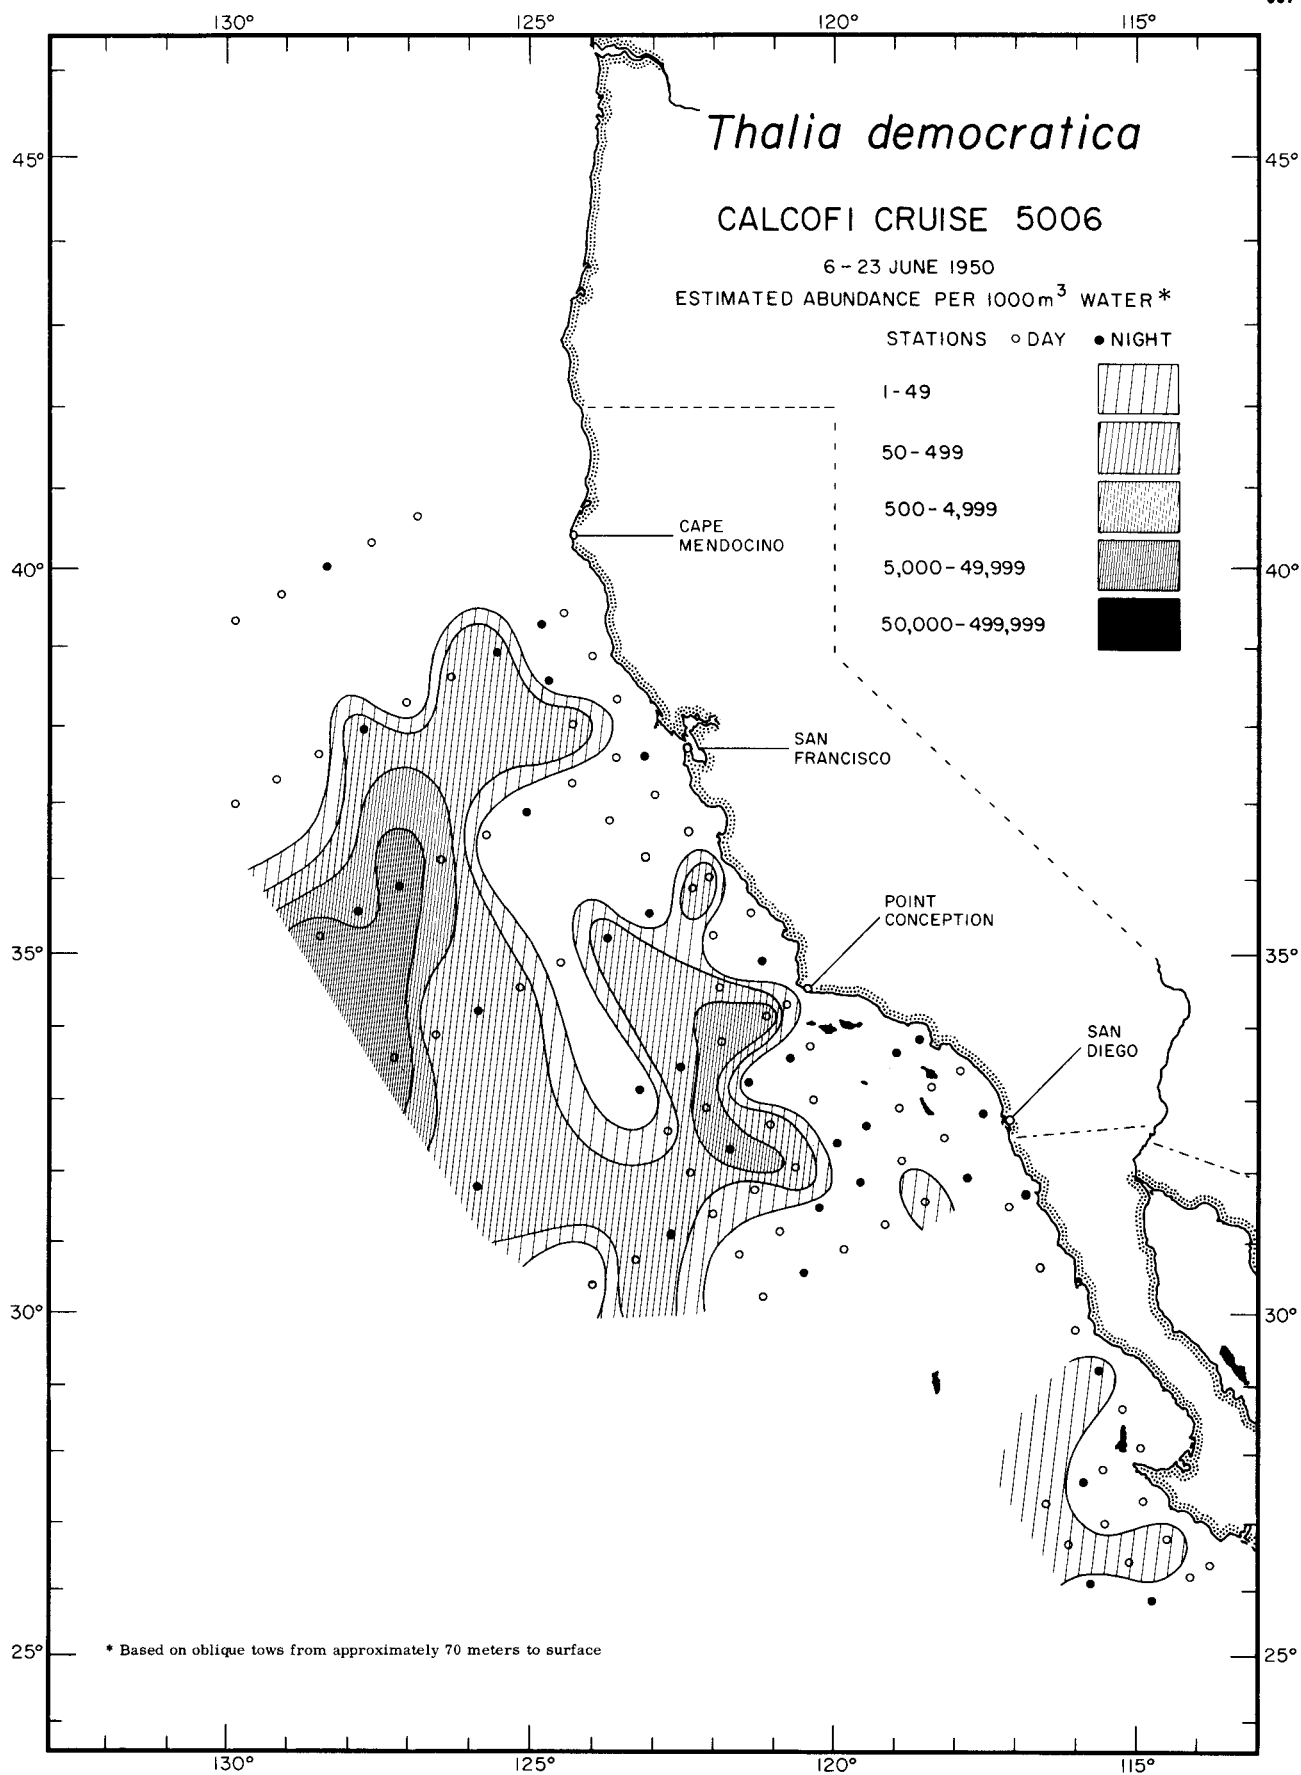 130° 125° 120° 115°
Thalia democratica
45° 45°
CALCOFI CRUISE 5006
6-23 JUNE 1950
ESTIMATED ABUNDANCE PER 1000m³ WATER*
STATIONS ○ DAY ● NIGHT
1-49
50-499
500-4,999
5,000-49,999
50,000-499,999
CAPE
MENDOCINO
40° 40°
SAN
FRANCISCO
POINT
CONCEPTION
35° 35°
SAN
DIEGO
30° 30°
* Based on oblique tows from approximately 70 meters to surface
25° 25°
130° 125° 120° 115°